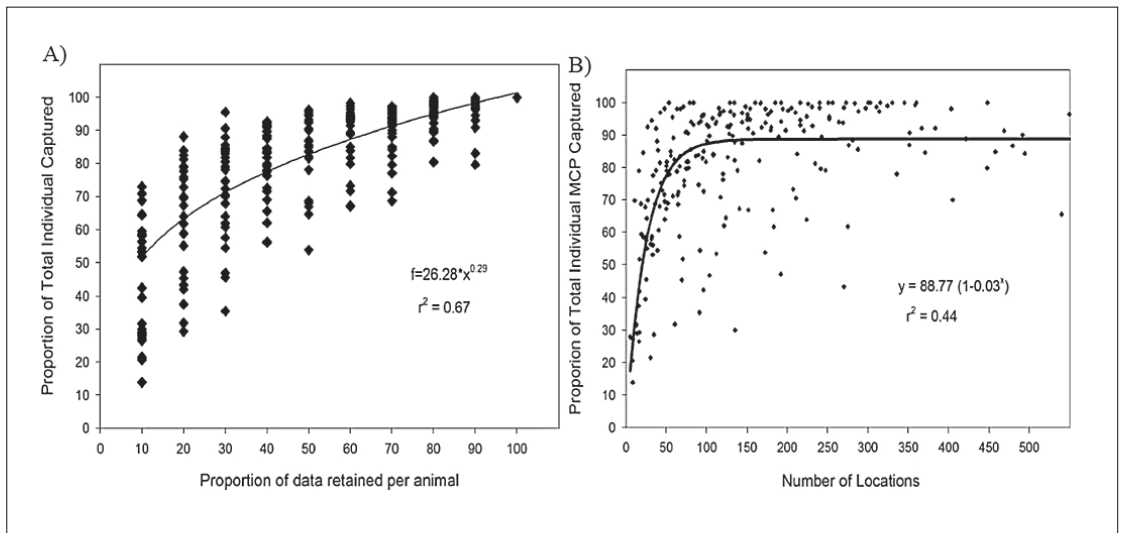 A)
Proportion of Total Individual Captured
100
90
80
70
60
50
40
30
20
10
0
f=26.28*x^0.29
r² = 0.67
0 10 20 30 40 50 60 70 80 90 100
Proportion of data retained per animal
B)
Proporion of Total Individual MCP Captured
100
90
80
70
60
50
40
30
20
10
0
y = 88.77 (1-0.03^x)
r² = 0.44
0 50 100 150 200 250 300 350 400 450 500
Number of Locations